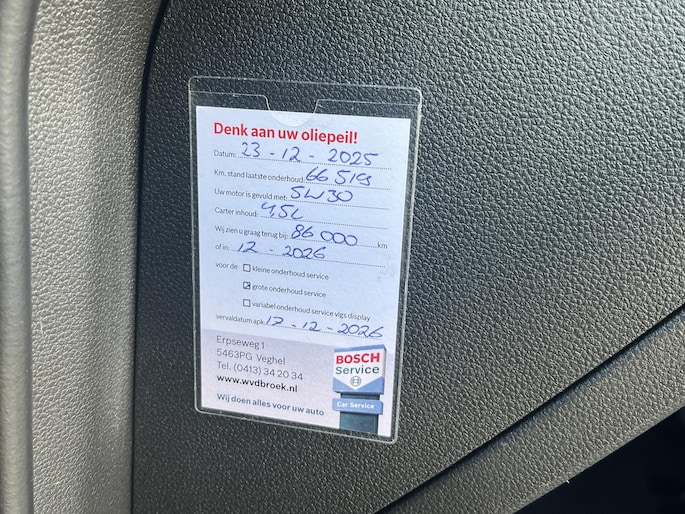 Denk aan uw oliepeil!
Datum: 23 - 12 - 2025
Km. stand laatste onderhoud: 66 519
Uw motor is gevuld met: 5W30
Carter inhoud: 4,5L
Wij zien u graag terug bij: 86 000 km
of in: 12 - 2026
voor de: kleine onderhoud service
grote onderhoud service
variabel onderhoud service vlgs display
vervaldatum apk: 17 - 12 - 2026
Erpseweg 1
5463PG Veghel
Tel. (0413) 34 20 34
www.wvdbroek.nl
Wij doen alles voor uw auto
BOSCH
Service
Car Service